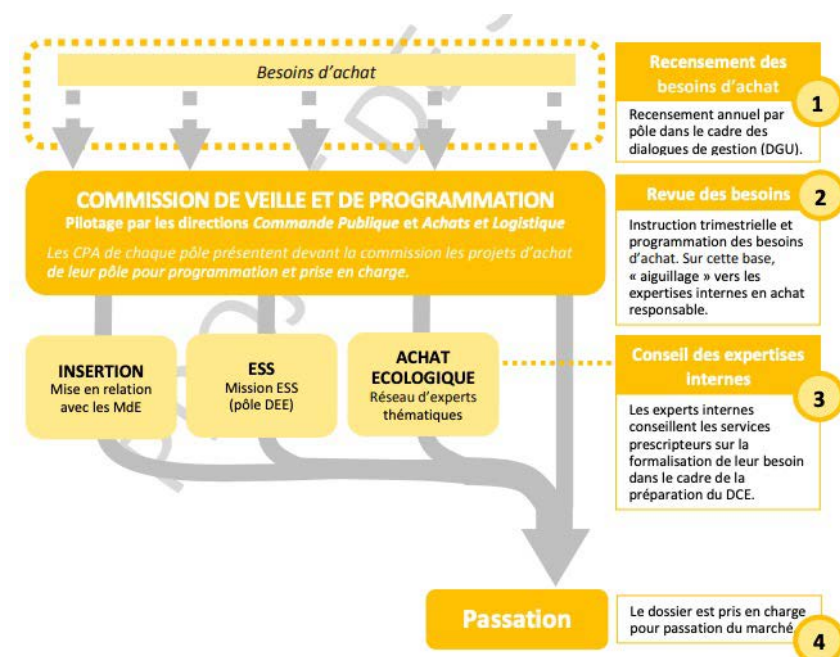 Besoins d'achat
Recensement des
besoins d'achat
1
Recensement annuel par
pôle dans le cadre des
dialogues de gestion (DGU).
COMMISSION DE VEILLE ET DE PROGRAMMATION
Pilotage par les directions Commande Publique et Achats et Logistique
Les CPA de chaque pôle présentent devant la commission les projets d'achat
de leur pôle pour programmation et prise en charge.
Revue des besoins
2
Instruction trimestrielle et
programmation des besoins
d'achat. Sur cette base,
« aiguillage » vers les
expertises internes en achat
responsable.
INSERTION
Mise en relation
avec les MdE
ESS
Mission ESS
(pôle DEE)
ACHAT
ECOLOGIQUE
Réseau d'experts
thématiques
Conseil des expertises
internes
3
Les experts internes
conseillent les services
prescripteurs sur la
formalisation de leur besoin
dans le cadre de la
préparation du DCE.
Passation
Le dossier est pris en charge
pour passation du marché.
4